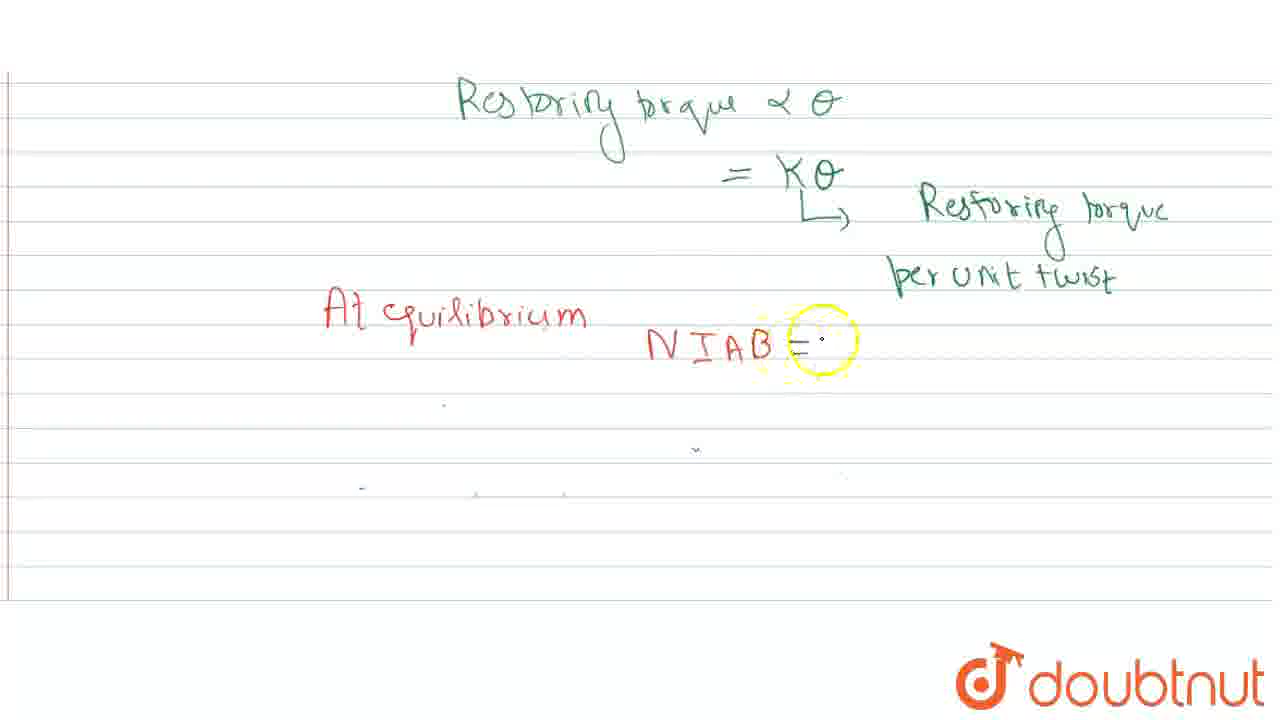 Restoring torque ∝ θ
= Kθ
Restoring torque
per unit twist
At equilibrium
NIAB =
doubtnut